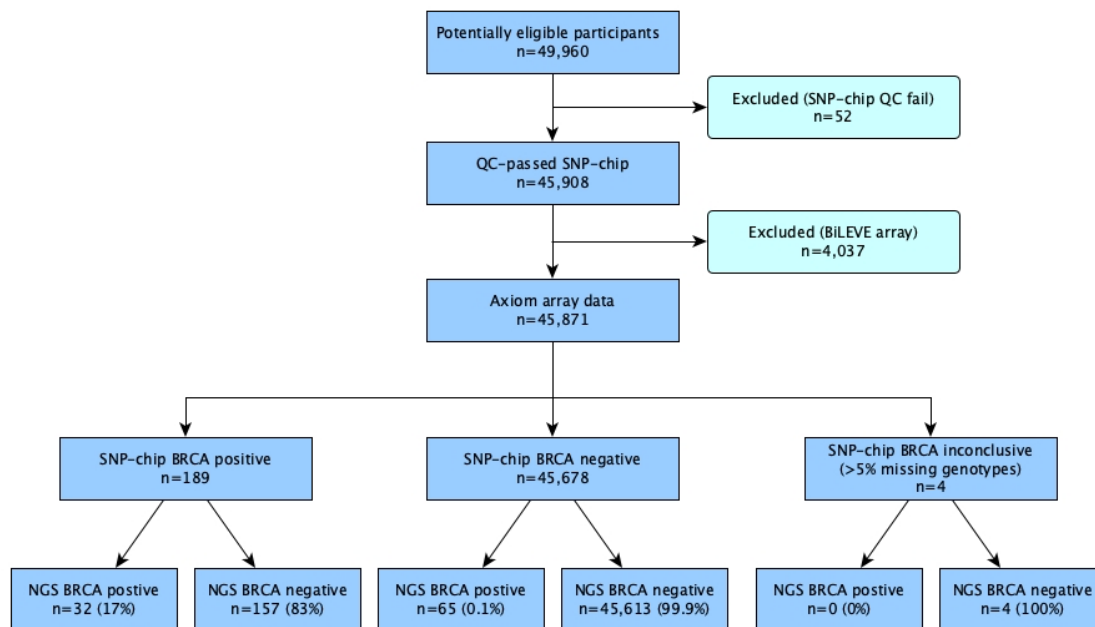 Potentially eligible participants
n=49,960
Excluded (SNP-chip QC fail)
n=52
QC-passed SNP-chip
n=45,908
Excluded (BiLEVE array)
n=4,037
Axiom array data
n=45,871
SNP-chip BRCA positive
n=189
SNP-chip BRCA negative
n=45,678
SNP-chip BRCA inconclusive
(>5% missing genotypes)
n=4
NGS BRCA postive
n=32 (17%)
NGS BRCA negative
n=157 (83%)
NGS BRCA postive
n=65 (0.1%)
NGS BRCA negative
n=45,613 (99.9%)
NGS BRCA postive
n=0 (0%)
NGS BRCA negative
n=4 (100%)